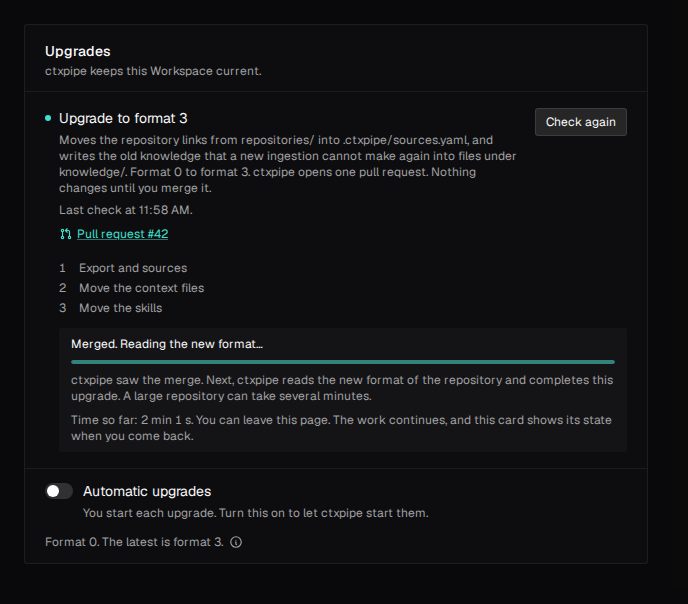 Upgrades
ctxpipe keeps this Workspace current.
Upgrade to format 3
Check again
Moves the repository links from repositories/ into .ctxpipe/sources.yaml, and
writes the old knowledge that a new ingestion cannot make again into files under
knowledge/. Format 0 to format 3. ctxpipe opens one pull request. Nothing
changes until you merge it.
Last check at 11:58 AM.
Pull request #42
1 Export and sources
2 Move the context files
3 Move the skills
Merged. Reading the new format…
ctxpipe saw the merge. Next, ctxpipe reads the new format of the repository and completes this
upgrade. A large repository can take several minutes.
Time so far: 2 min 1 s. You can leave this page. The work continues, and this card shows its state
when you come back.
Automatic upgrades
You start each upgrade. Turn this on to let ctxpipe start them.
Format 0. The latest is format 3.